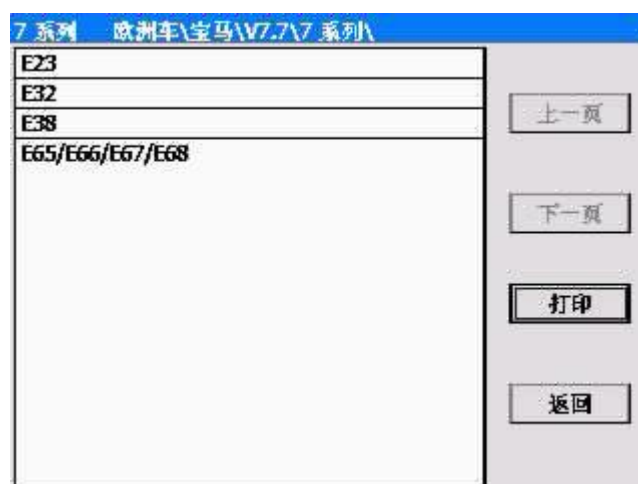 7 系列 欧洲车\宝马\V7.7\7 系列\
E23
E32
E38
E65/E66/E67/E68
上一页
下一页
打印
返回